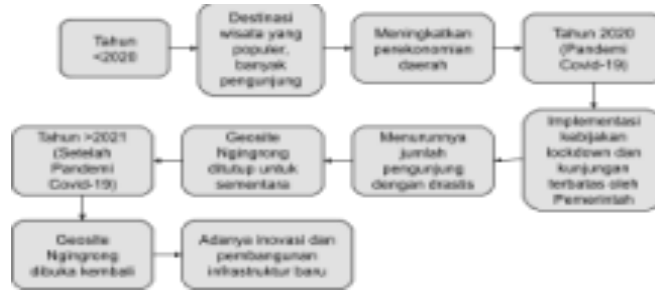 Tahun
<2020
Destinasi
wisata yang
populer,
banyak
pengunjung
Meningkatkan
perekonomian
daerah
Tahun 2020
(Pandemi
Covid-19)
Implementasi
kebijakan
lockdown dan
kunjungan
terbatas oleh
Pemerintah
Menurunnya
jumlah
pengunjung
dengan drastis
Geosite
Ngingrong
ditutup untuk
sementara
Tahun >2021
(Setelah
Pandemi
Covid-19)
Geosite
Ngingrong
dibuka kembali
Adanya inovasi dan
pembangunan
infrastruktur baru